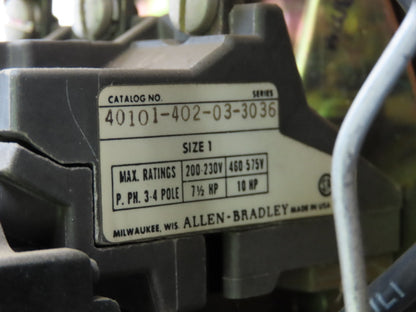 CATALOG NO. SERIES
40101-402-03-3036
SIZE 1
MAX. RATINGS 200-230V 460 575V
P. PH. 3-4 POLE 7½ HP 10 HP
MILWAUKEE, WIS. ALLEN-BRADLEY MADE IN USA